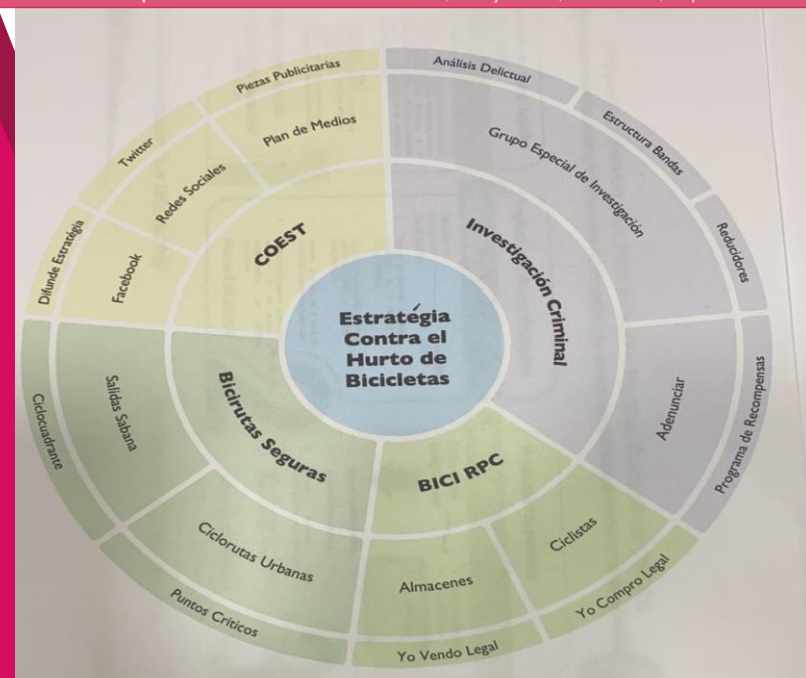 Piezas Publicitarias
Análisis Delictual
Estructura Bandas
Reducidores
Programa de Recompensas
Yo Compro Legal
Yo Vendo Legal
Puntos Críticos
Ciclocuadrante
Difunde Estratégia
Twitter
Plan de Medios
Grupo Especial de Investigación
Adenunciar
Ciclistas
Almacenes
Ciclorutas Urbanas
Salidas Sabana
Facebook
Redes Sociales
COEST
Investigación Criminal
BICI RPC
Bicirutas Seguras
Estratégia
Contra el
Hurto de
Bicicletas